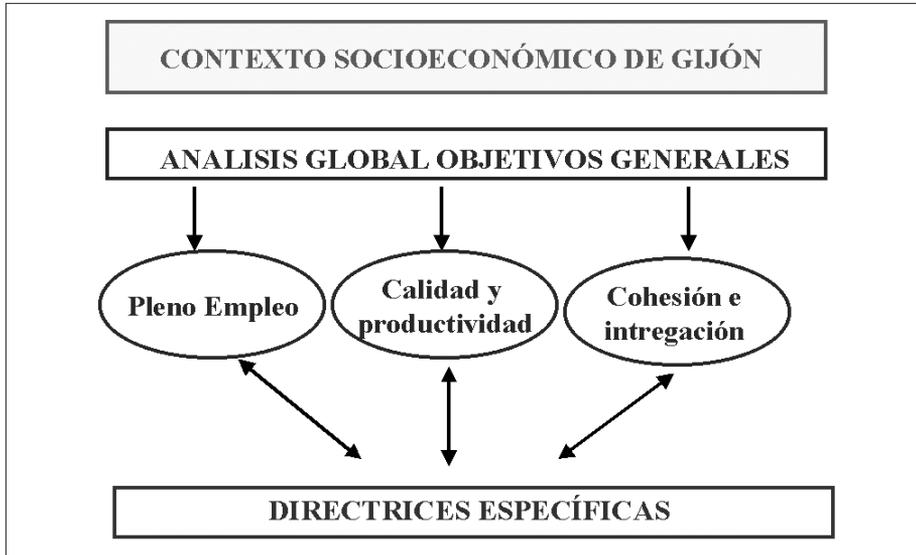 CONTEXTO SOCIOECONÓMICO DE GIJÓN
ANALISIS GLOBAL OBJETIVOS GENERALES
Pleno Empleo
Calidad y
productividad
Cohesión e
intregación
DIRECTRICES ESPECÍFICAS